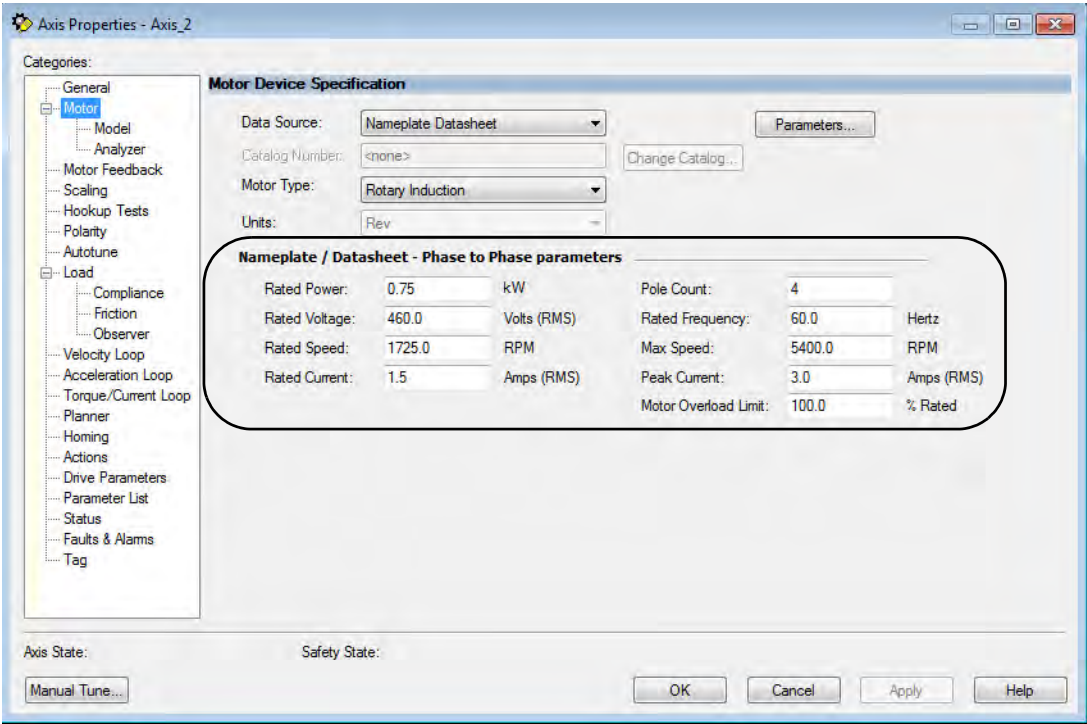 Axis Properties - Axis_2
Categories:
General
Motor
Model
Analyzer
Motor Feedback
Scaling
Hookup Tests
Polarity
Autotune
Load
Compliance
Friction
Observer
Velocity Loop
Acceleration Loop
Torque/Current Loop
Planner
Homing
Actions
Drive Parameters
Parameter List
Status
Faults & Alarms
Tag
Motor Device Specification
Data Source: Nameplate Datasheet Parameters...
Catalog Number: <none> Change Catalog...
Motor Type: Rotary Induction
Units: Rev
Nameplate / Datasheet - Phase to Phase parameters
Rated Power: 0.75 kW Pole Count: 4
Rated Voltage: 460.0 Volts (RMS) Rated Frequency: 60.0 Hertz
Rated Speed: 1725.0 RPM Max Speed: 5400.0 RPM
Rated Current: 1.5 Amps (RMS) Peak Current: 3.0 Amps (RMS)
Motor Overload Limit: 100.0 % Rated
Axis State: Safety State:
Manual Tune... OK Cancel Apply Help